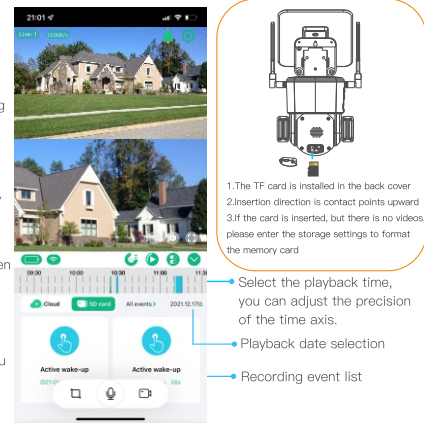 21:01
Live: 1 123KB/s
09:30 10:00 10:30 11:00 11:30
Cloud SD card All events > 2021.12.17
Active wake-up Active wake-up
1.The TF card is installed in the back cover
2.Insertion direction is contact points upward
3.If the card is inserted, but there is no videos,
please enter the storage settings to format
the memory card
Select the playback time,
you can adjust the precision
of the time axis.
Playback date selection
Recording event list